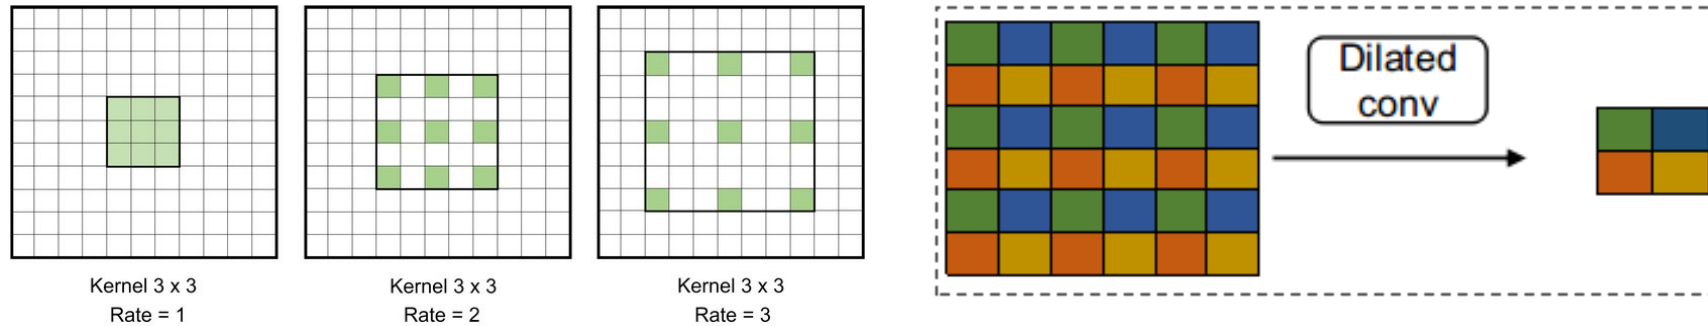 Kernel 3 x 3
Rate = 1
Kernel 3 x 3
Rate = 2
Kernel 3 x 3
Rate = 3
Dilated
conv